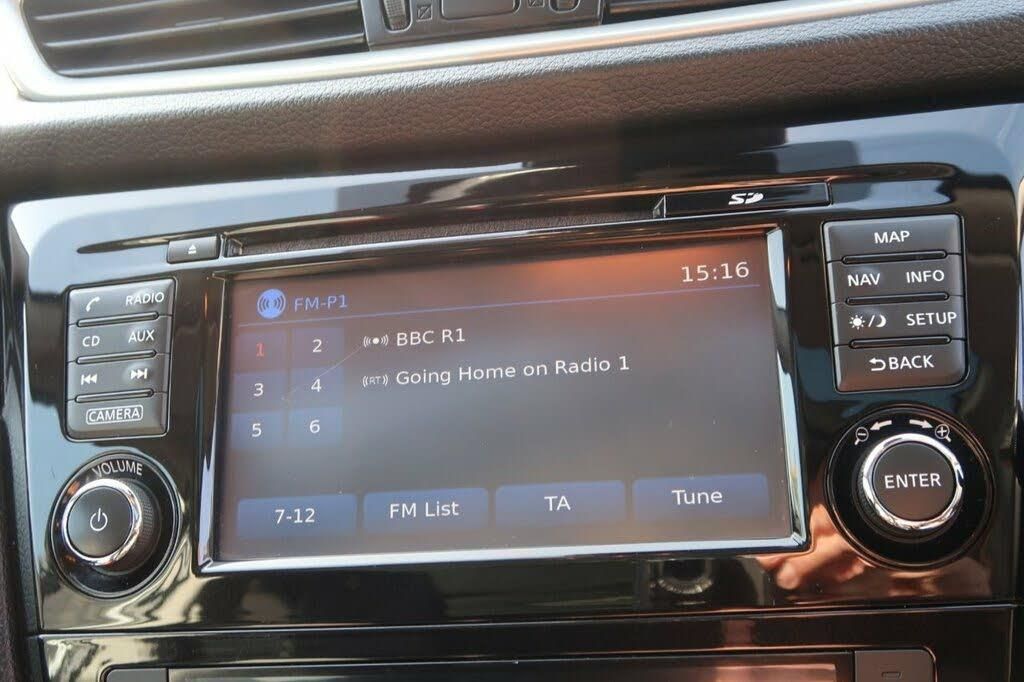 SD
MAP
NAV INFO
SETUP
BACK
RADIO
CD AUX
CAMERA
VOLUME
15:16
FM-P1
1 2
3 4
5 6
BBC R1
(RT) Going Home on Radio 1
7-12 FM List TA Tune
ENTER